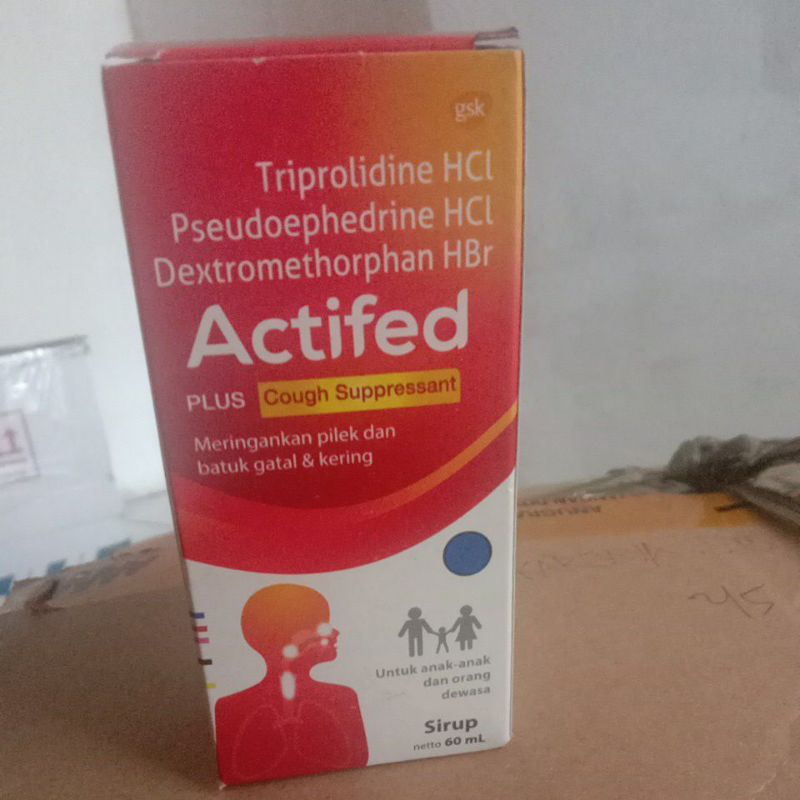 gsk
Triprolidine HCl
Pseudoephedrine HCl
Dextromethorphan HBr
Actifed
PLUS Cough Suppressant
Meringankan pilek dan
batuk gatal & kering
Untuk anak-anak
dan orang
dewasa
Sirup
netto 60 mL